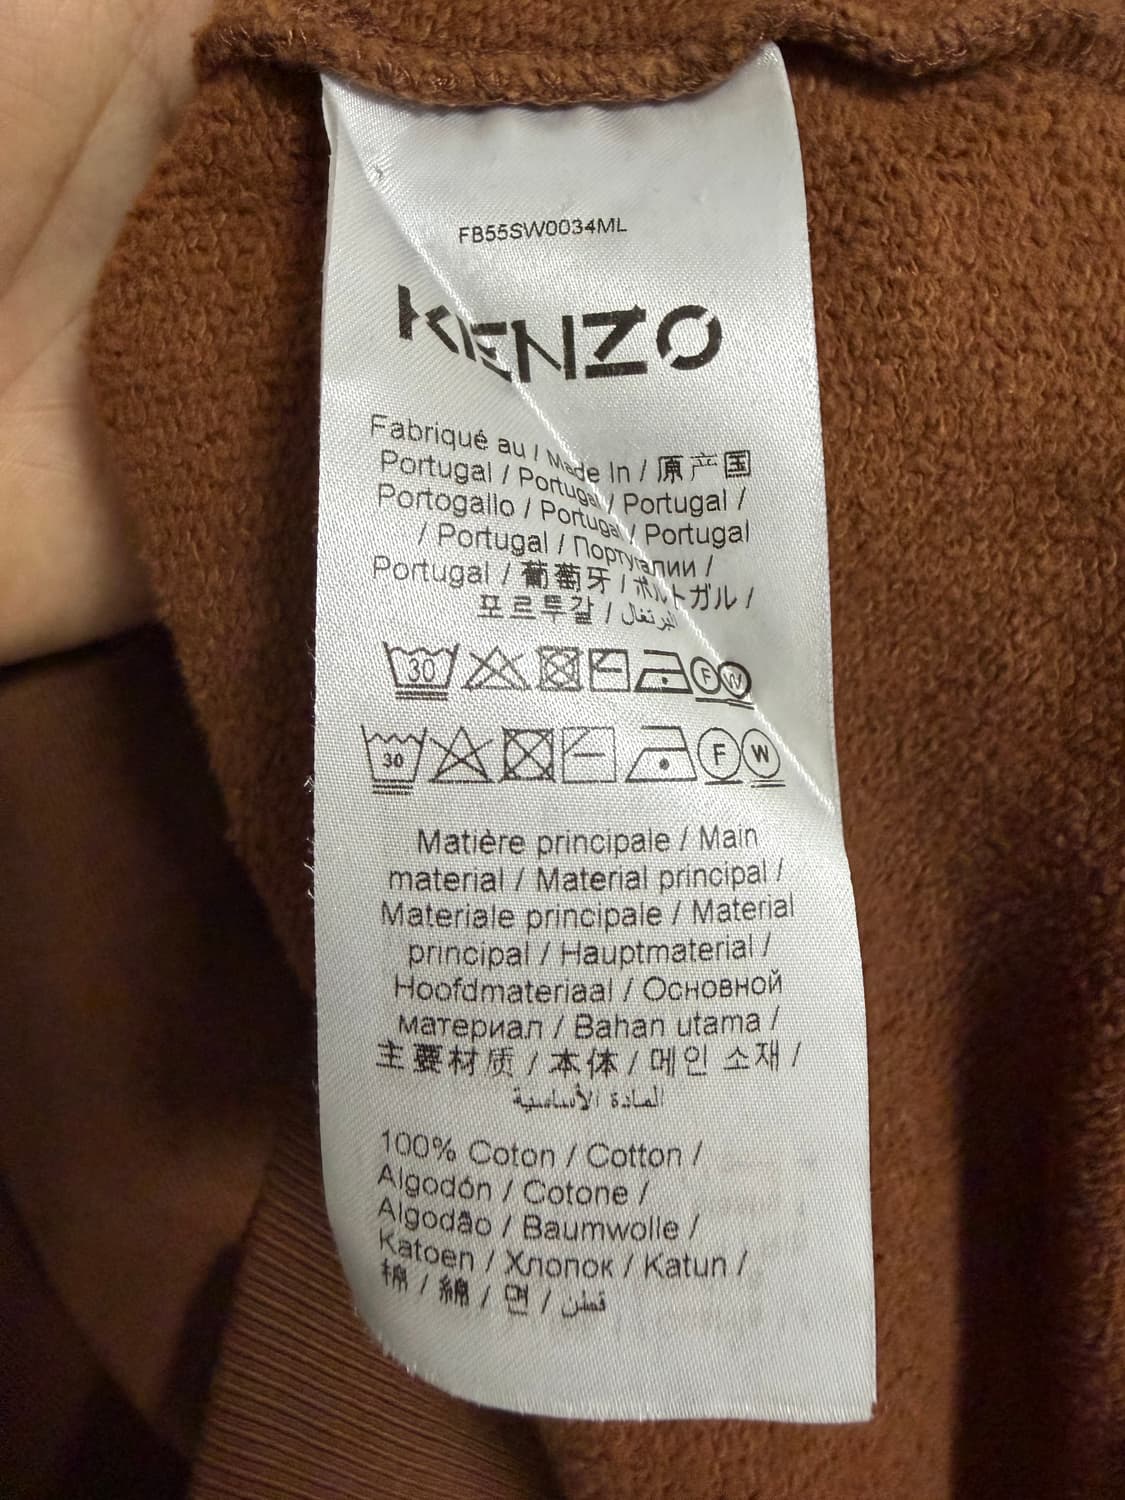 FB55SW0034ML
KENZO
Fabriqué au / Made In / 原产国
Portugal / Portugal / Portugal /
Portogallo / Portugal / Portugal
/ Portugal / Португалии /
Portugal / 葡萄牙 / ポルトガル /
포르투갈 / البرتغال
30 F W
30 F W
Matière principale / Main
material / Material principal /
Materiale principale / Material
principal / Hauptmaterial /
Hoofdmateriaal / Основной
материал / Bahan utama /
主要材质 / 本体 / 메인 소재 /
المادة الأساسية
100% Coton / Cotton /
Algodón / Cotone /
Algodão / Baumwolle /
Katoen / Хлопок / Katun /
棉 / 綿 / 면 / قطن